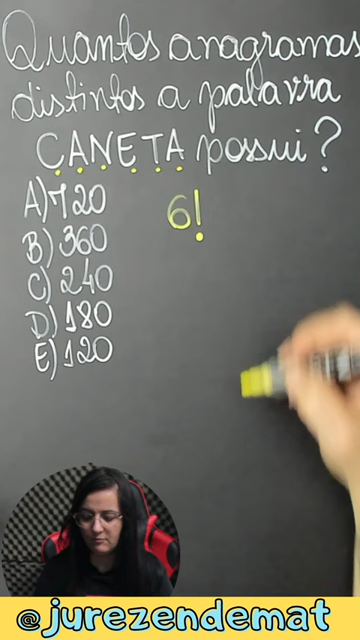 Quantos anagramas
distintos a palavra
CANETA possui?
A) 720
B) 360
C) 240
D) 180
E) 120
6!
@jurezendemat